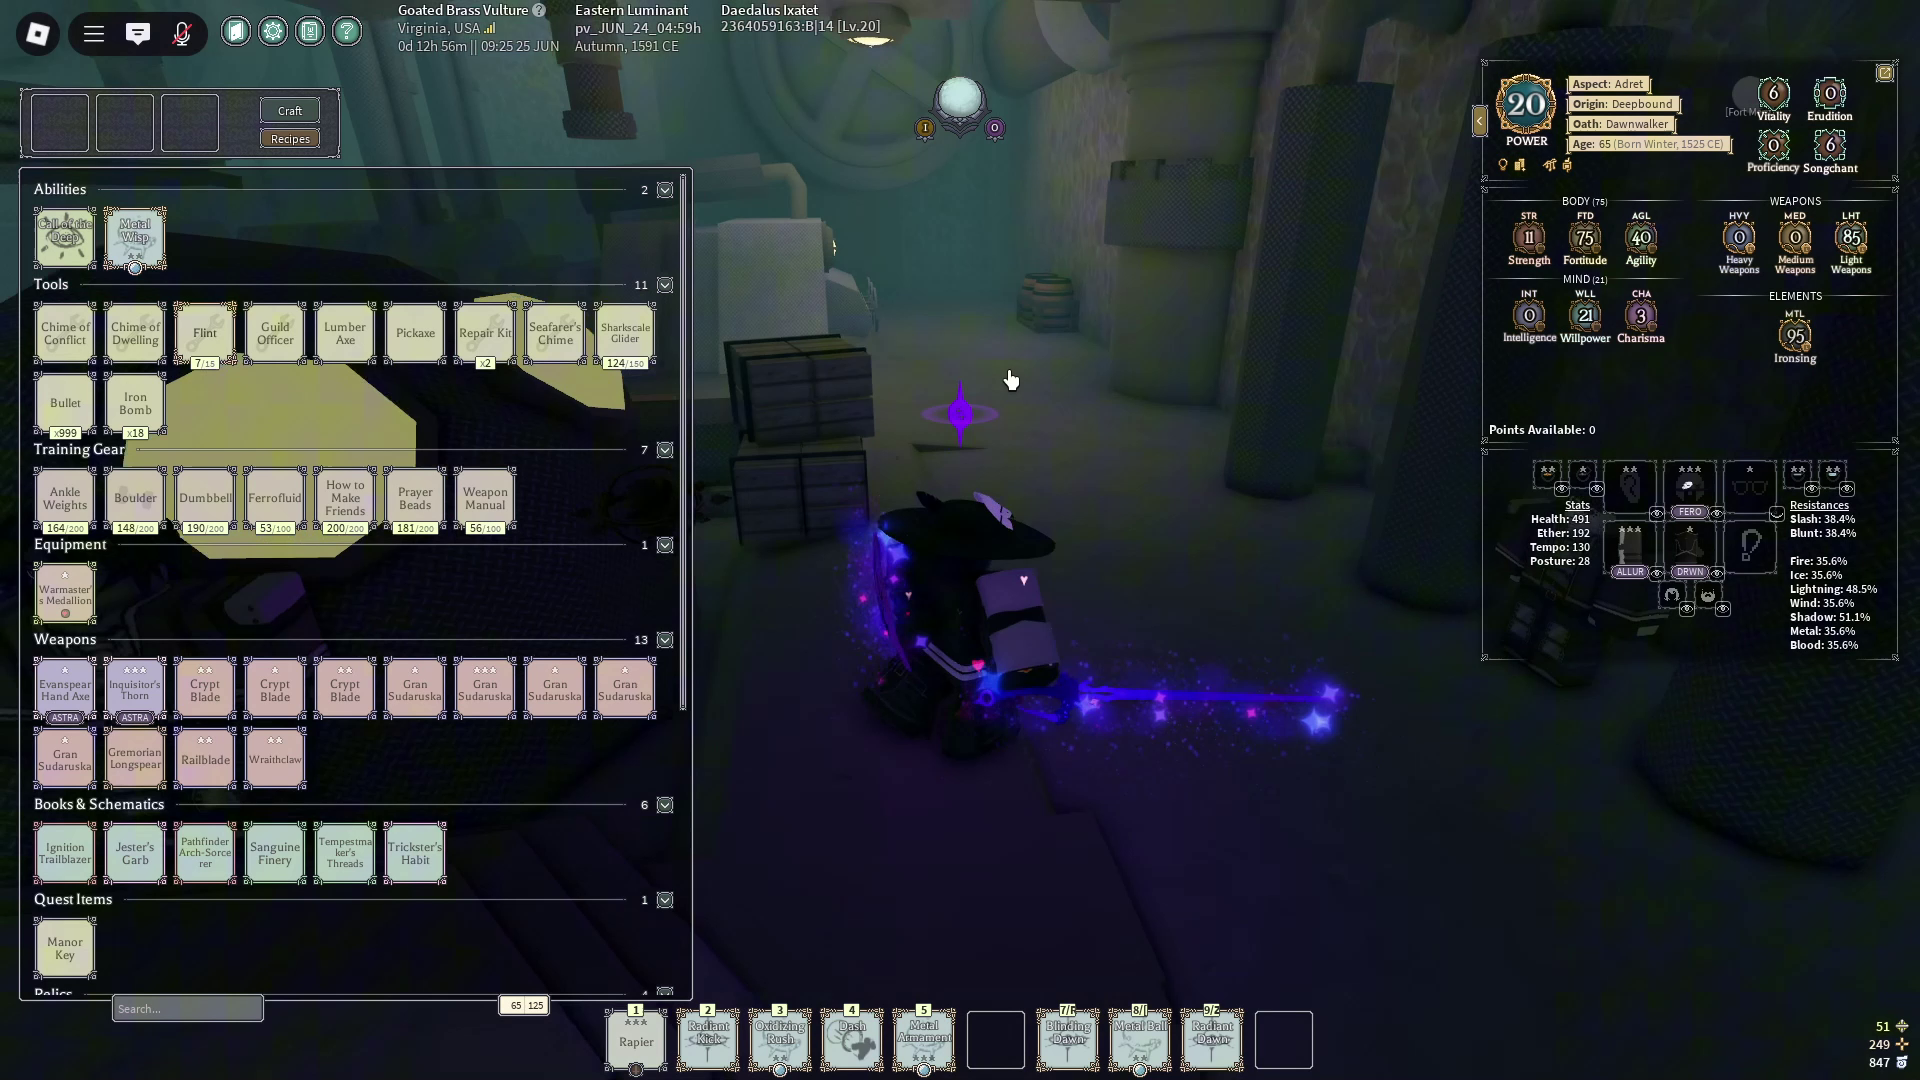 Goated Brass Vulture
Virginia, USA
0d 12h 56m || 09:25 25 JUN
Eastern Luminant
pv_JUN_24_04:59h
Autumn, 1591 CE
Daedalus Ixatet
2364059163:B|14 [Lv.20]
Craft
Recipes
I
0
Abilities 2
Call of the Deep
Metal Wisp
Tools 11
Chime of Conflict
Chime of Dwelling
Flint
7/15
Guild Officer
Lumber Axe
Pickaxe
Repair Kit
x2
Seafarer's Chime
Sharkscale Glider
124/150
Bullet
x999
Iron Bomb
x18
Training Gear 7
Ankle Weights
164/200
Boulder
148/200
Dumbbell
190/200
Ferrofluid
53/100
How to Make Friends
200/200
Prayer Beads
181/200
Weapon Manual
56/100
Equipment 1
Warmaster's Medallion
Weapons 13
Evanspear Hand Axe
ASTRA
Inquisitor's Thorn
ASTRA
Crypt Blade
Crypt Blade
Crypt Blade
Gran Sudaruska
Gran Sudaruska
Gran Sudaruska
Gran Sudaruska
Gran Sudaruska
Gremorian Longspear
Railblade
Wraithclaw
Books & Schematics 6
Ignition Trailblazer
Jester's Garb
Pathfinder Arch-Sorcerer
Sanguine Finery
Tempestmaker's Threads
Trickster's Habit
Quest Items 1
Manor Key
Relics
Search...
65 125
1
Rapier
2
Radiant Kick
3
Oxidizing Rush
4
Dash
5
Metal Armament
Blinding Dawn
Metal Ball
9/Z
Radiant Dawn
20
POWER
Aspect: Adret
Origin: Deepbound
Oath: Dawnwalker
Age: 65 (Born Winter, 1525 CE)
6
Vitality
0
Erudition
0
Proficiency
6
Songchant
BODY (75)
STR
11
Strength
FTD
75
Fortitude
AGL
40
Agility
MIND (21)
INT
0
Intelligence
WLL
21
Willpower
CHA
3
Charisma
WEAPONS
HVY
0
Heavy Weapons
MED
0
Medium Weapons
LHT
85
Light Weapons
ELEMENTS
MTL
95
Ironsing
Points Available: 0
FERO
ALLUR
DRWN
Stats
Health: 491
Ether: 192
Tempo: 130
Posture: 28
Resistances
Slash: 38.4%
Blunt: 38.4%
Fire: 35.6%
Ice: 35.6%
Lightning: 48.5%
Wind: 35.6%
Shadow: 51.1%
Metal: 35.6%
Blood: 35.6%
51
249
847